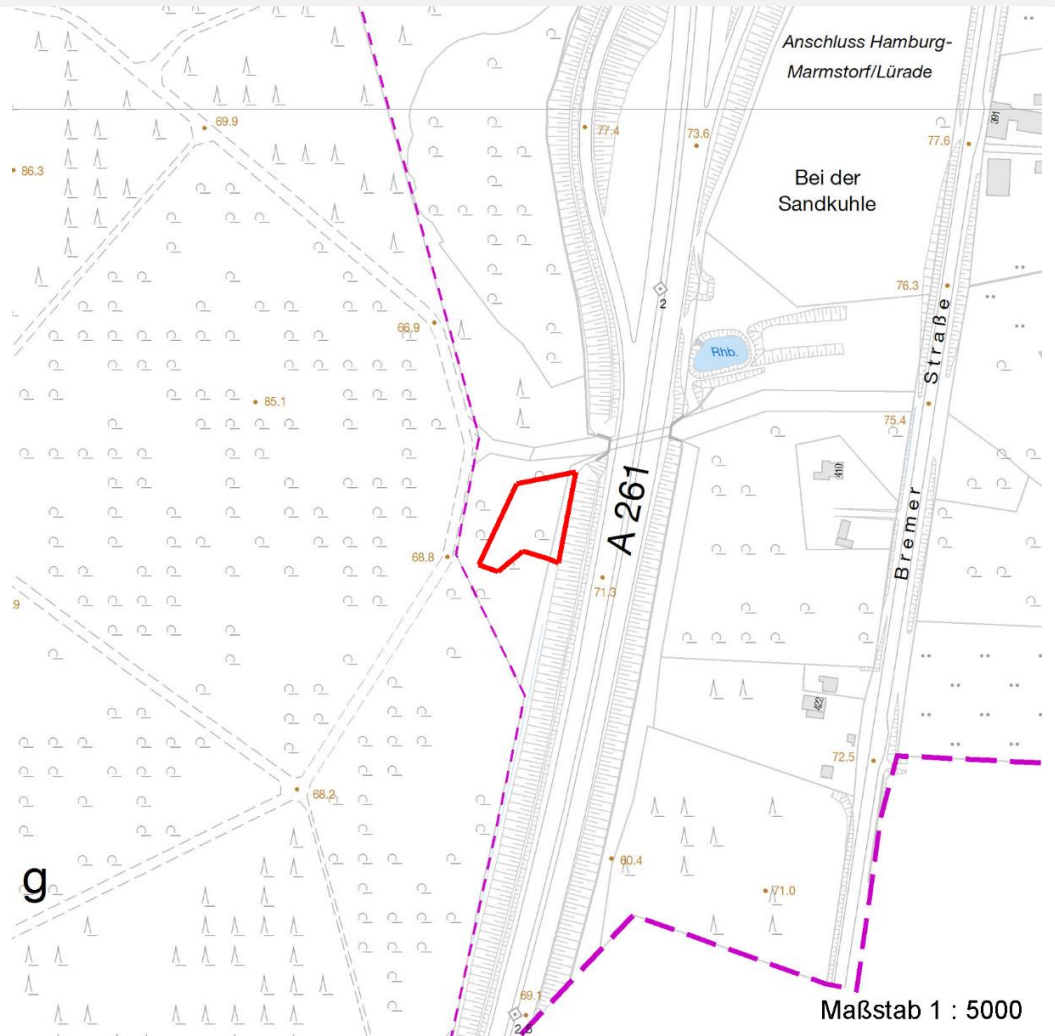 Anschluss Hamburg-
Marmstorf/Lürade
69.9
77.4
73.6
391
77.6
86.3
Bei der
Sandkuhle
76.3
2
66.9
Rhb.
Bremer Straße
85.1
75.4
A 261
410
68.8
71.3
9
422
72.5
68.2
60.4
g
71.0
69.1
Maßstab 1 : 5000